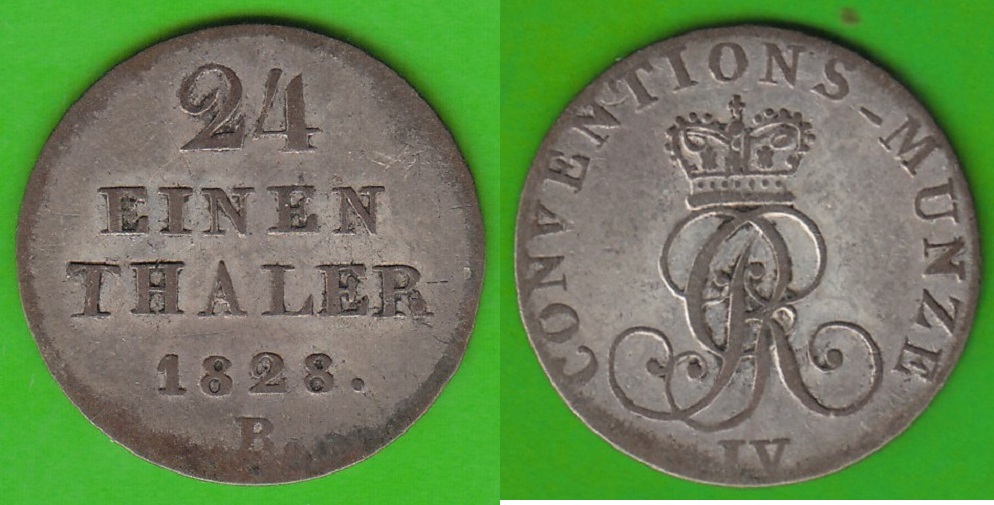 24
EINEN
THALER
1828.
B.
CONVENTIONS-MUNZE
GR
IV